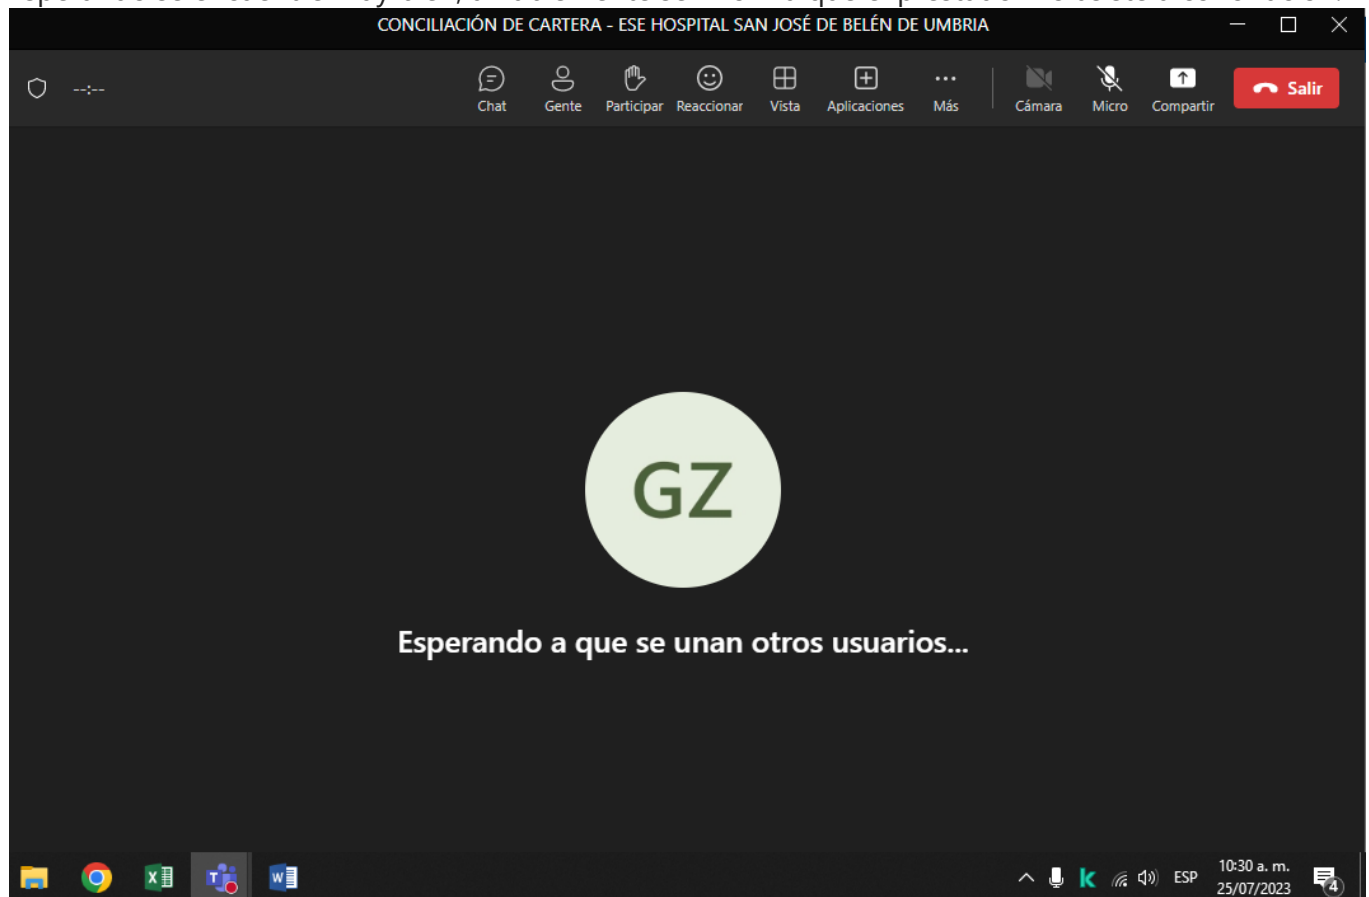 CONCILIACIÓN DE CARTERA - ESE HOSPITAL SAN JOSÉ DE BELÉN DE UMBRIA
--:--
Chat Gente Participar Reaccionar Vista Aplicaciones Más Cámara Micro Compartir Salir
GZ
Esperando a que se unan otros usuarios...
ESP 10:30 a. m.
25/07/2023
4